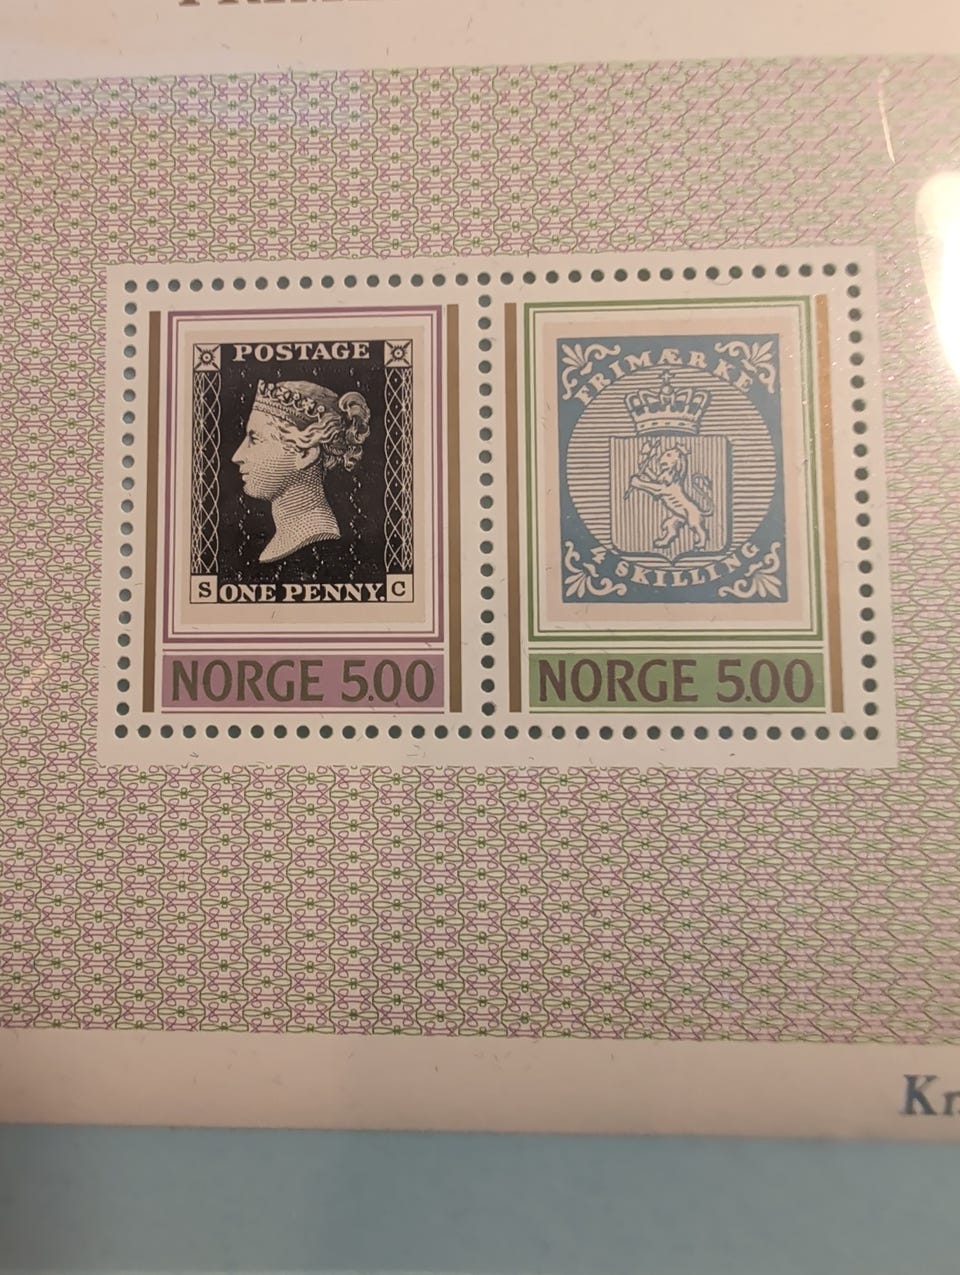 POSTAGE
S ONE PENNY. C
NORGE 5.00
FRIMÆRKE
4 SKILLING
NORGE 5.00